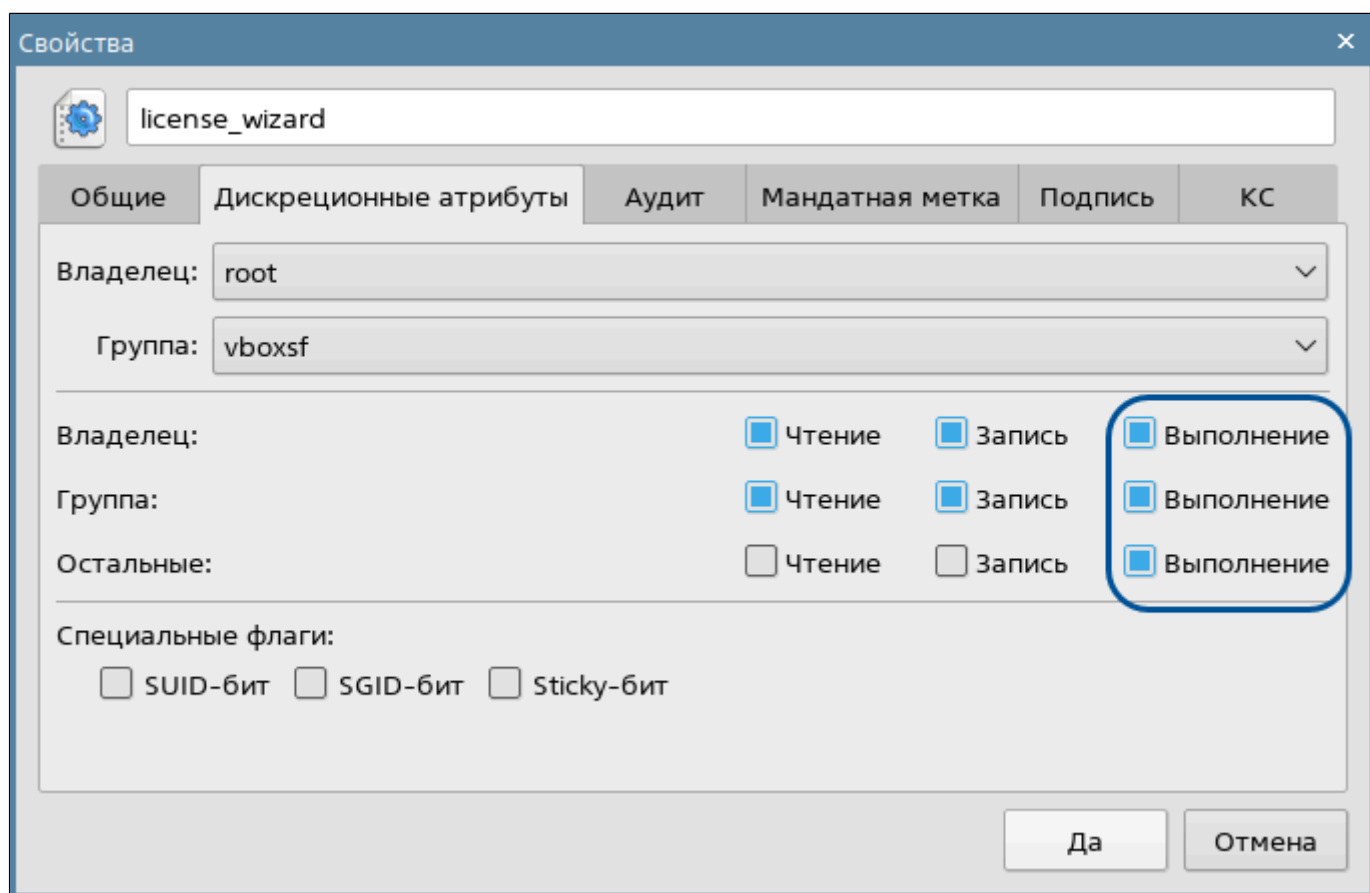 Свойства
license_wizard
Общие Дискреционные атрибуты Аудит Мандатная метка Подпись КС
Владелец: root
Группа: vboxsf
Владелец: Чтение Запись Выполнение
Группа: Чтение Запись Выполнение
Остальные: Чтение Запись Выполнение
Специальные флаги:
SUID-бит SGID-бит Sticky-бит
Да Отмена